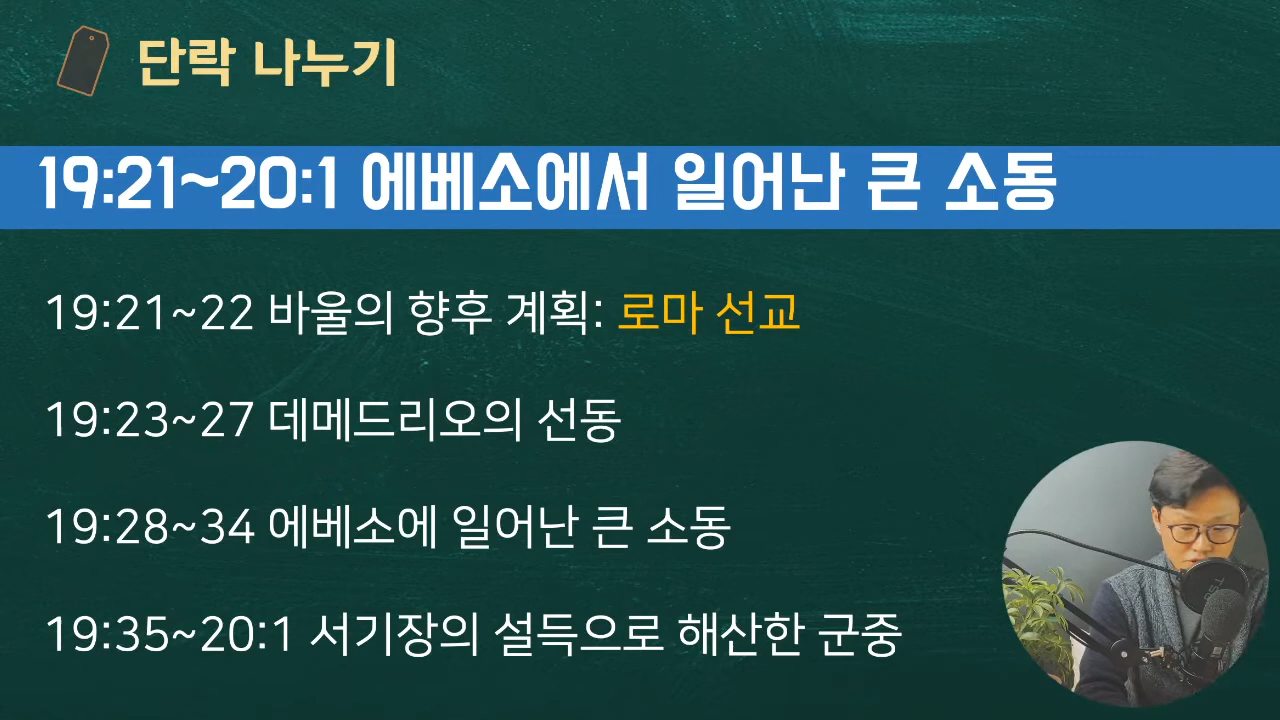 단락 나누기
19:21~20:1 에베소에서 일어난 큰 소동
19:21~22 바울의 향후 계획: 로마 선교
19:23~27 데메드리오의 선동
19:28~34 에베소에 일어난 큰 소동
19:35~20:1 서기장의 설득으로 해산한 군중